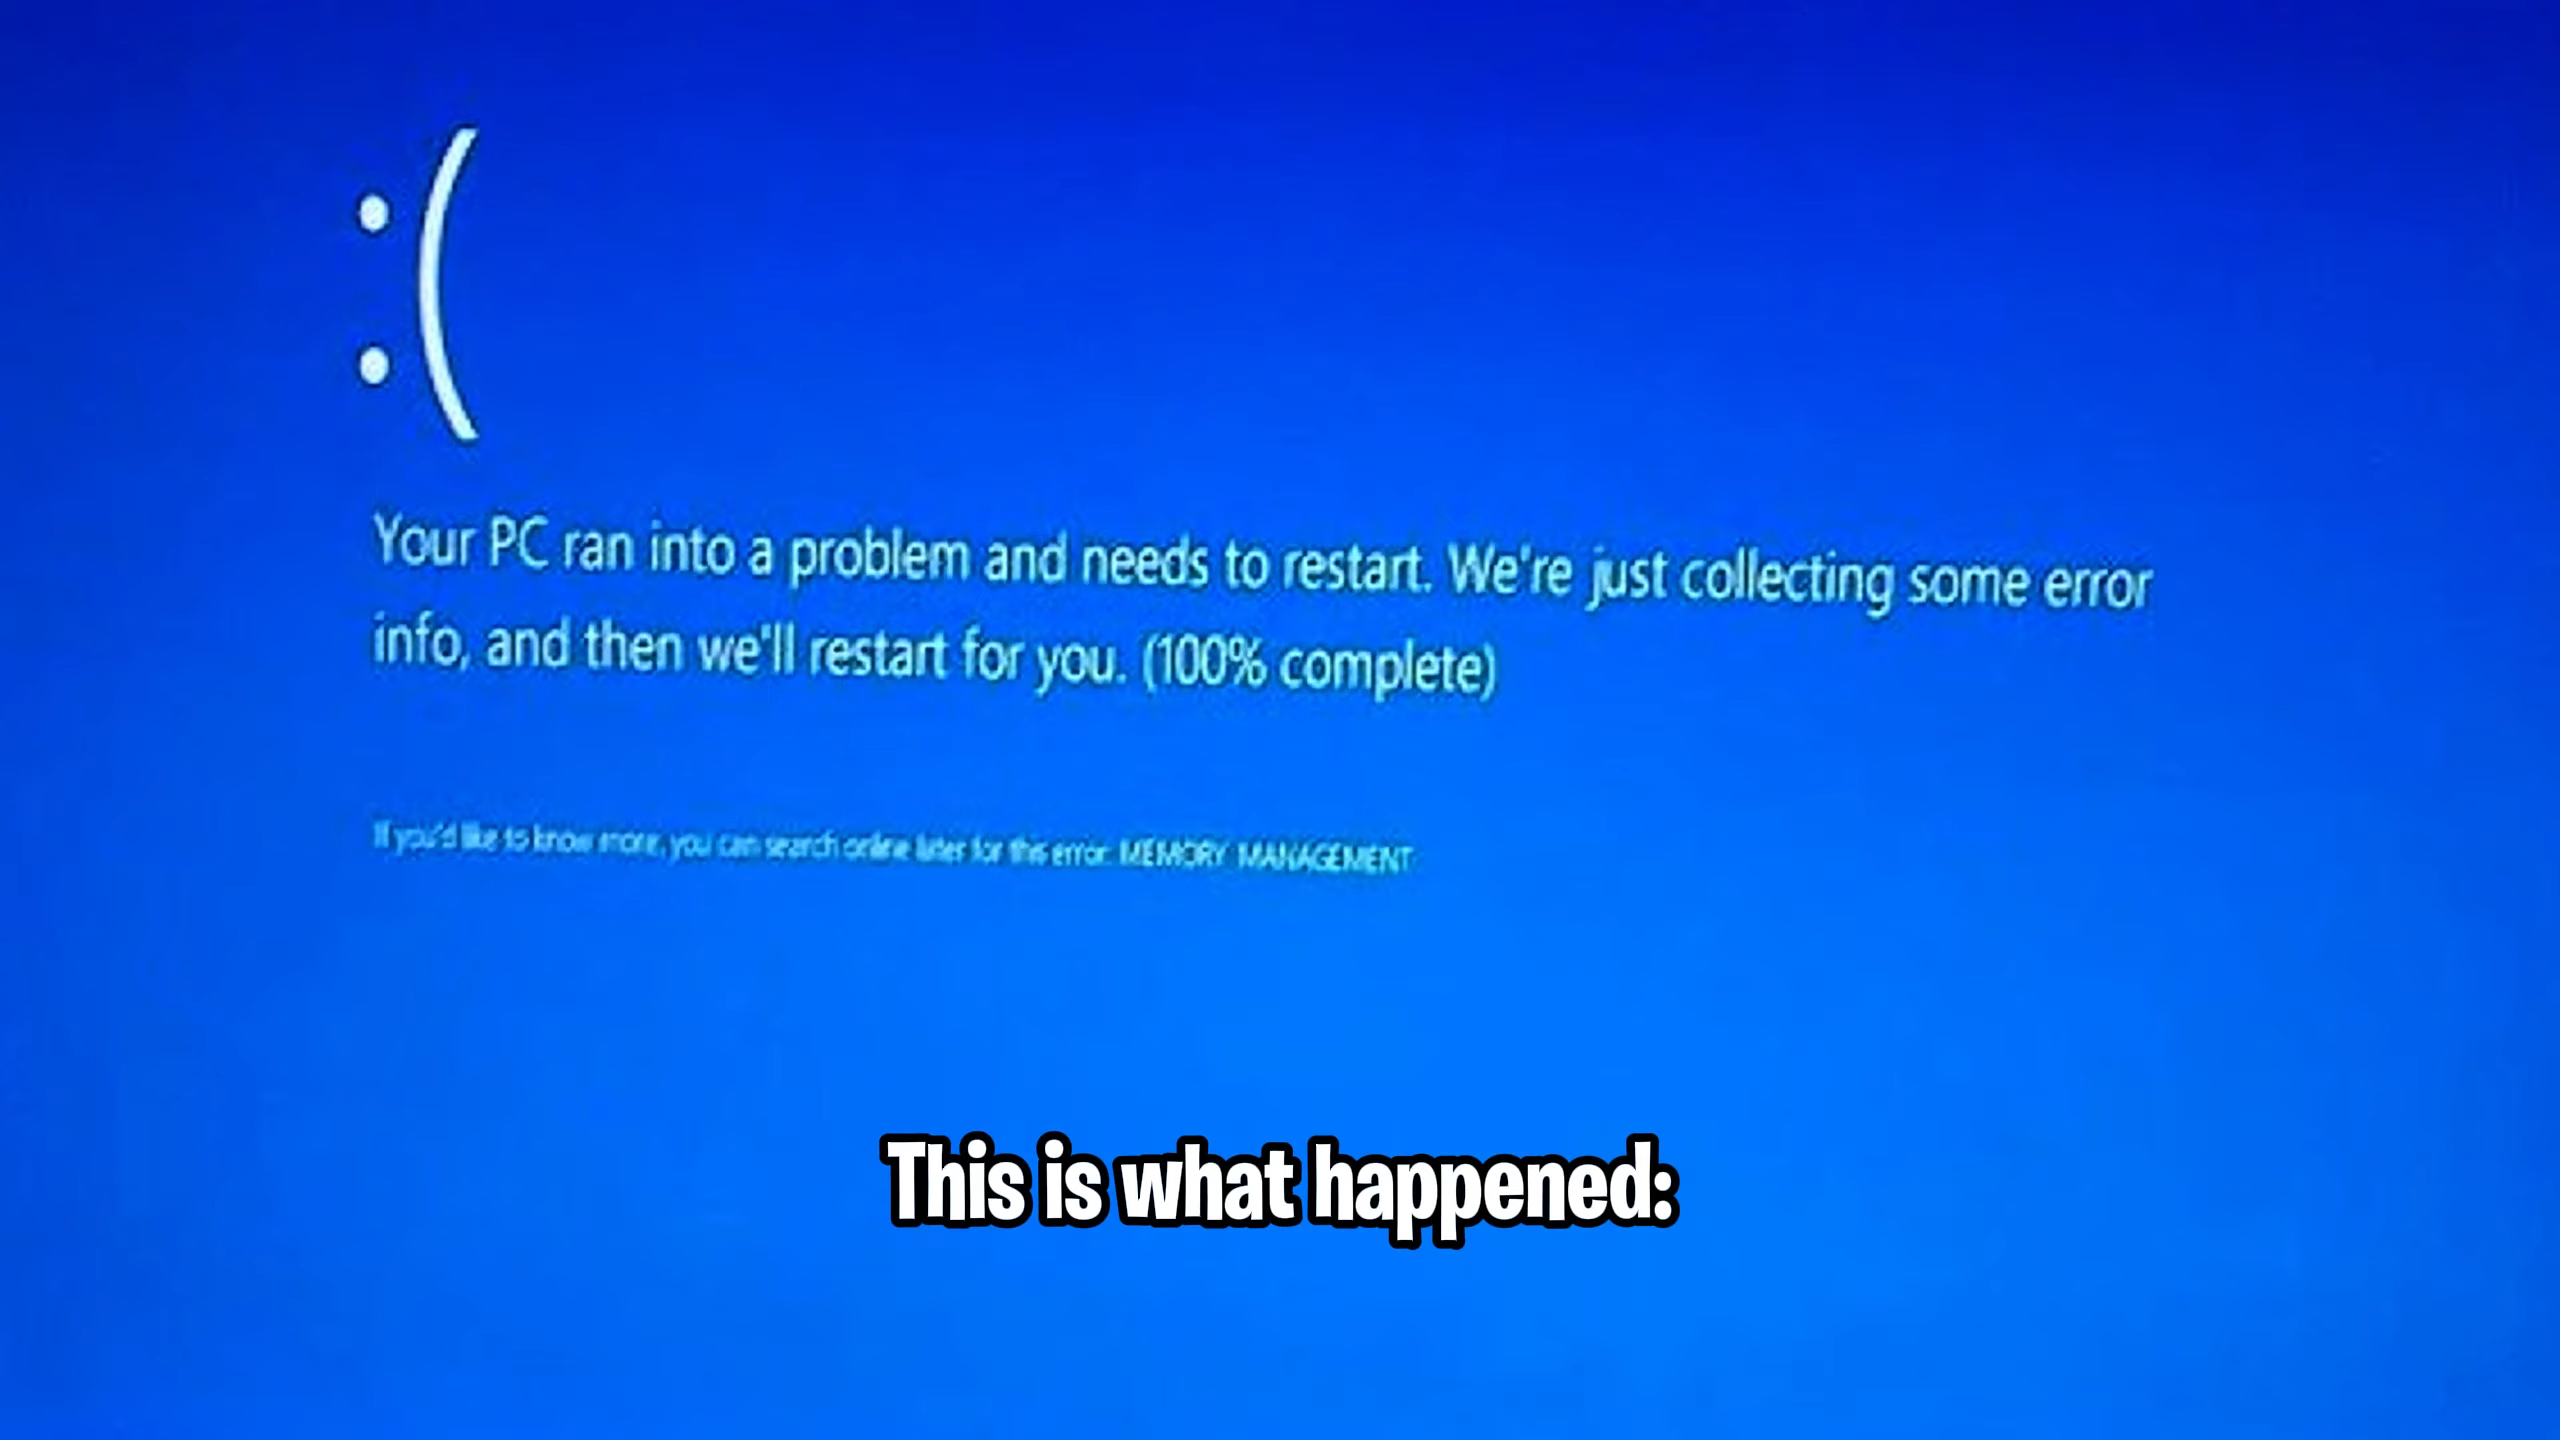 :(
Your PC ran into a problem and needs to restart. We're just collecting some error
info, and then we'll restart for you. (100% complete)
If you'd like to know more, you can search online later for this error: MEMORY_MANAGEMENT
This is what happened: